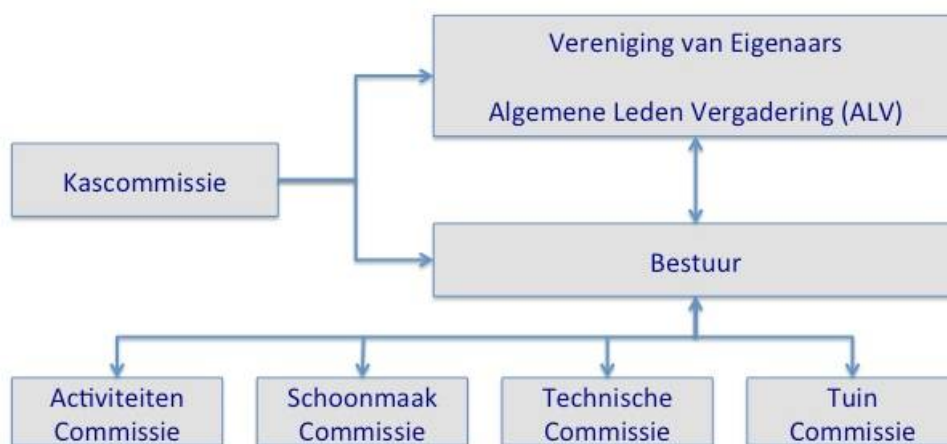 Vereniging van Eigenaars
Algemene Leden Vergadering (ALV)
Kascommissie
Bestuur
Activiteiten
Commissie
Schoonmaak
Commissie
Technische
Commissie
Tuin
Commissie